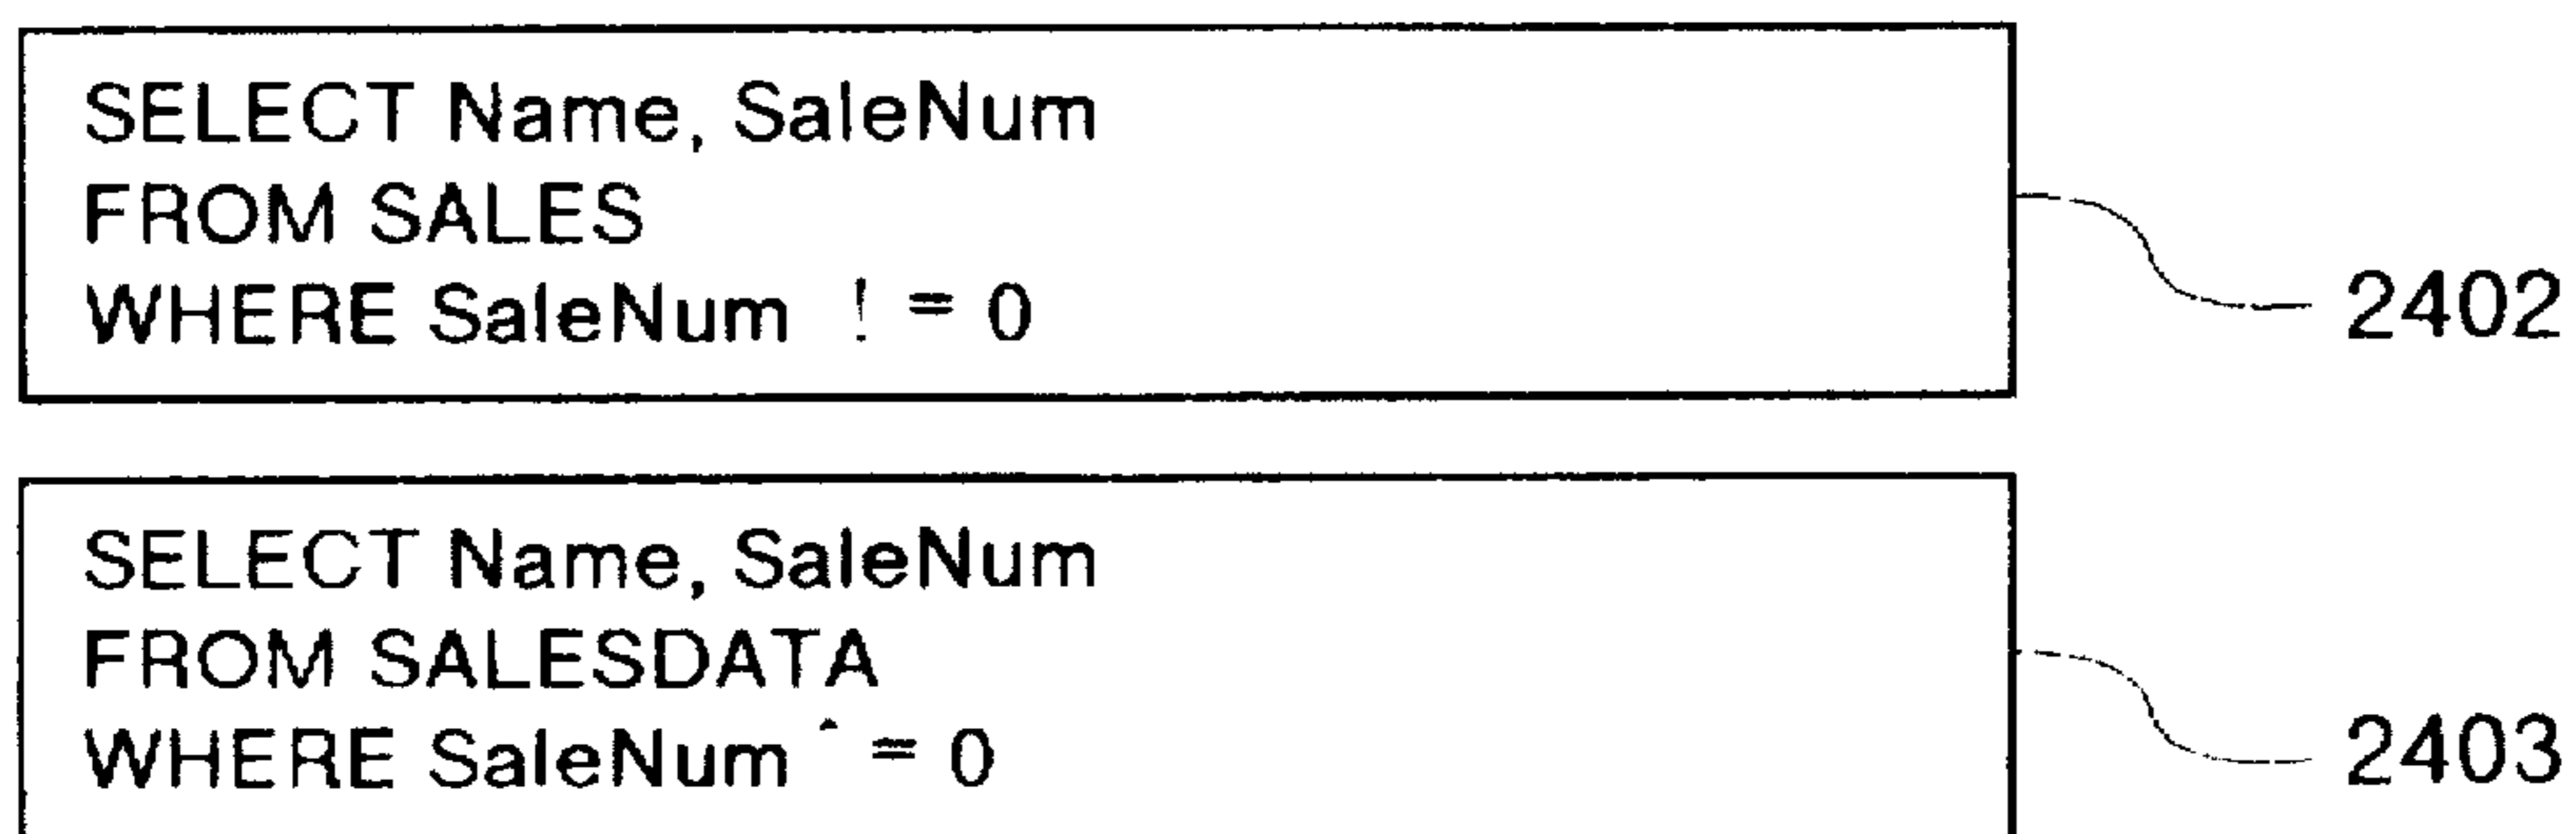 SELECT Name, SaleNum
FROM SALES
WHERE SaleNum ! = 0
2402
SELECT Name, SaleNum
FROM SALESDATA
WHERE SaleNum ^ = 0
2403